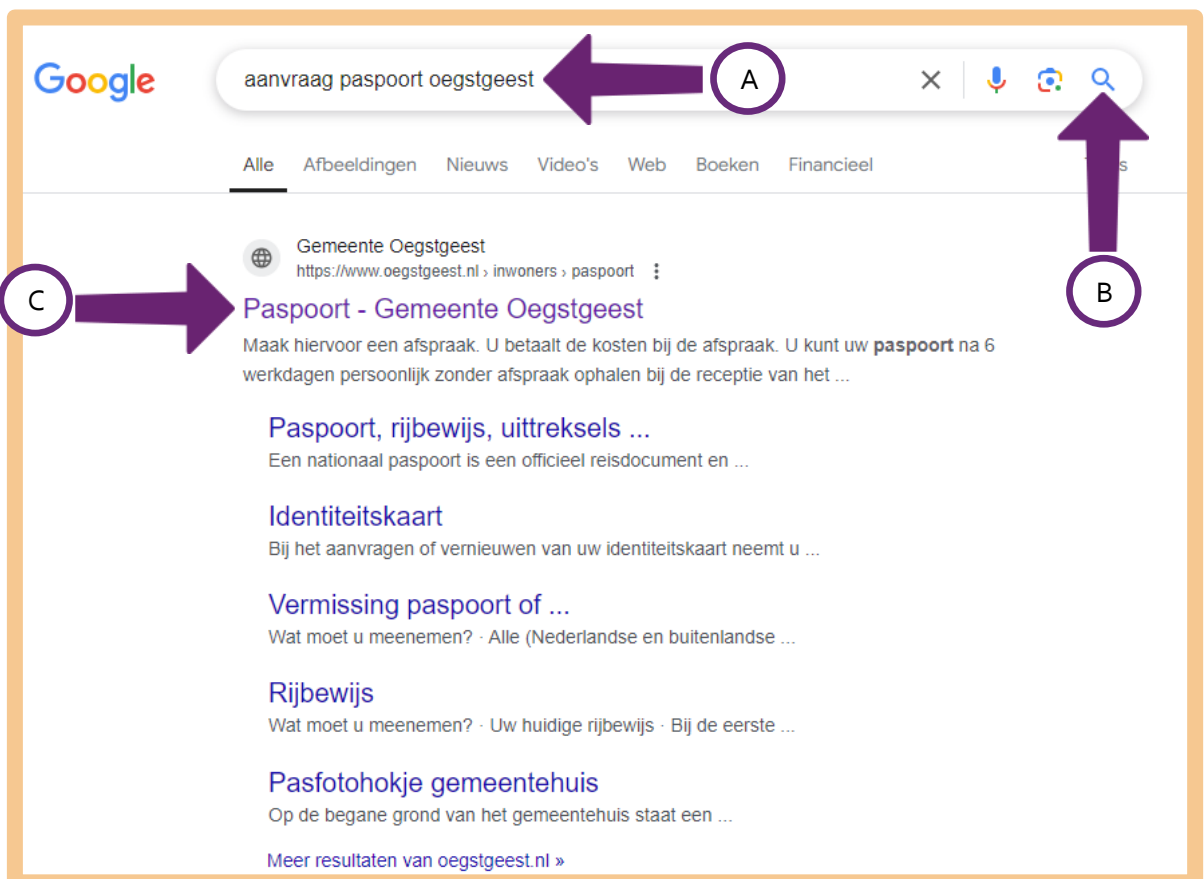 Google
aanvraag paspoort oegstgeest
A
Alle Afbeeldingen Nieuws Video's Web Boeken Financieel
B
Gemeente Oegstgeest
https://www.oegstgeest.nl › inwoners › paspoort
C
Paspoort - Gemeente Oegstgeest
Maak hiervoor een afspraak. U betaalt de kosten bij de afspraak. U kunt uw paspoort na 6
werkdagen persoonlijk zonder afspraak ophalen bij de receptie van het ...
Paspoort, rijbewijs, uittreksels ...
Een nationaal paspoort is een officieel reisdocument en ...
Identiteitskaart
Bij het aanvragen of vernieuwen van uw identiteitskaart neemt u ...
Vermissing paspoort of ...
Wat moet u meenemen? · Alle (Nederlandse en buitenlandse ...
Rijbewijs
Wat moet u meenemen? · Uw huidige rijbewijs · Bij de eerste ...
Pasfotohokje gemeentehuis
Op de begane grond van het gemeentehuis staat een ...
Meer resultaten van oegstgeest.nl »